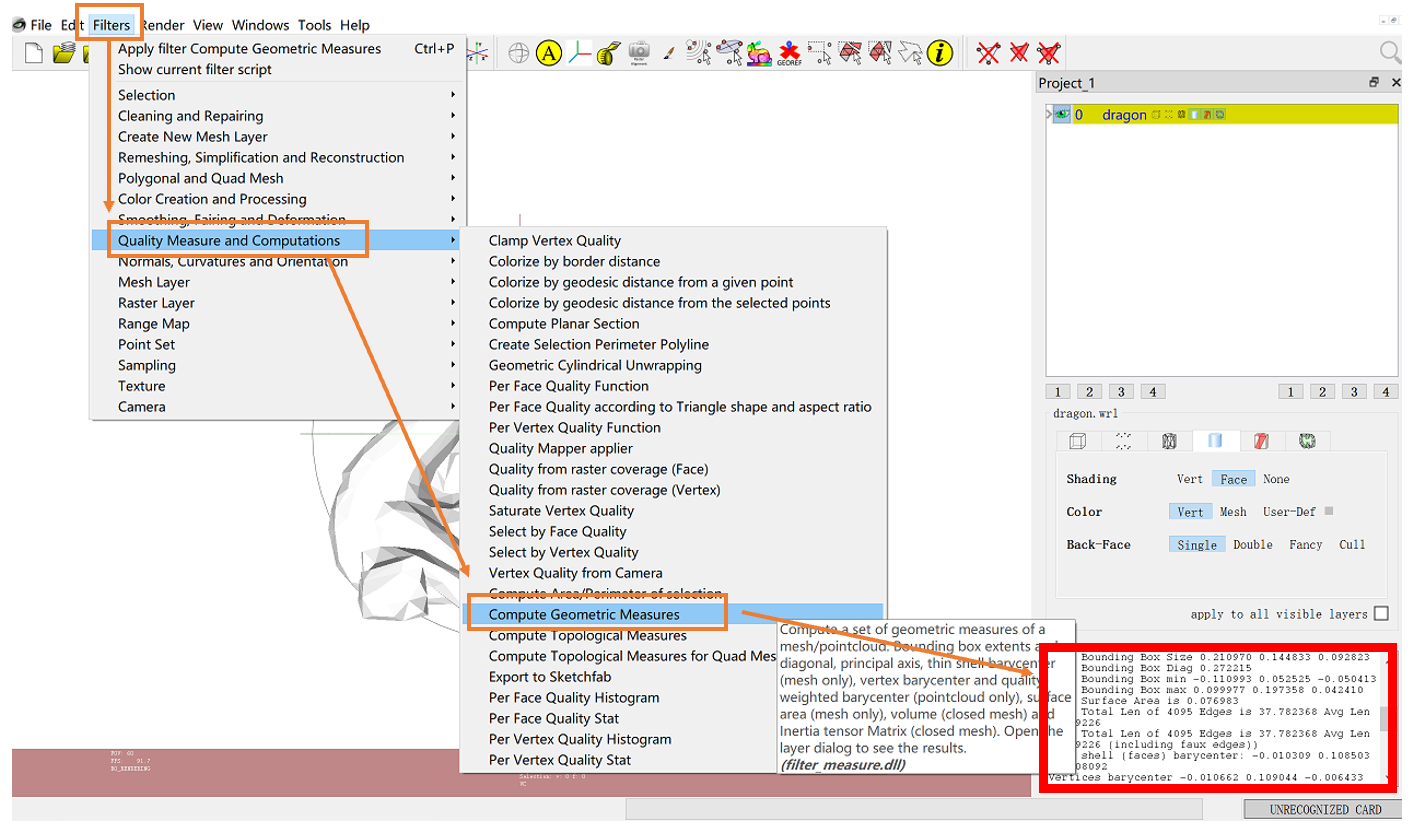 File Edit Filters Render View Windows Tools Help
Apply filter Compute Geometric Measures Ctrl+P
Show current filter script
Selection
Cleaning and Repairing
Create New Mesh Layer
Remeshing, Simplification and Reconstruction
Polygonal and Quad Mesh
Color Creation and Processing
Smoothing, Fairing and Deformation
Quality Measure and Computations
Normals, Curvatures and Orientation
Mesh Layer
Raster Layer
Range Map
Point Set
Sampling
Texture
Camera
Clamp Vertex Quality
Colorize by border distance
Colorize by geodesic distance from a given point
Colorize by geodesic distance from the selected points
Compute Planar Section
Create Selection Perimeter Polyline
Geometric Cylindrical Unwrapping
Per Face Quality Function
Per Face Quality according to Triangle shape and aspect ratio
Per Vertex Quality Function
Quality Mapper applier
Quality from raster coverage (Face)
Quality from raster coverage (Vertex)
Saturate Vertex Quality
Select by Face Quality
Select by Vertex Quality
Vertex Quality from Camera
Compute Area/Perimeter of selection
Compute Geometric Measures
Compute Topological Measures
Compute Topological Measures for Quad Mes
Export to Sketchfab
Per Face Quality Histogram
Per Face Quality Stat
Per Vertex Quality Histogram
Per Vertex Quality Stat
Compute a set of geometric measures of a
mesh/pointcloud. Bounding box extents and
diagonal, principal axis, thin shell barycenter
(mesh only), vertex barycenter and quality
weighted barycenter (pointcloud only), surface
area (mesh only), volume (closed mesh) and
Inertia tensor Matrix (closed mesh). Open the
layer dialog to see the results.
(filter_measure.dll)
A
GEOREF
i
Project_1
0 dragon
1 2 3 4 1 2 3 4
dragon.wrl
Shading Vert Face None
Color Vert Mesh User-Def
Back-Face Single Double Fancy Cull
apply to all visible layers
Bounding Box Size 0.210970 0.144833 0.092823
Bounding Box Diag 0.272215
Bounding Box min -0.110993 0.052525 -0.050413
Bounding Box max 0.099977 0.197358 0.042410
Surface Area is 0.076983
Total Len of 4095 Edges is 37.782368 Avg Len
9226
Total Len of 4095 Edges is 37.782368 Avg Len
9226 (including faux edges))
shell (faces) barycenter: -0.010309 0.108503
08092
vertices barycenter -0.010662 0.109044 -0.006433
FOV: 60
FPS: 91.7
BO_RENDERING
Selection: v: 0 f: 0
UNRECOGNIZED CARD